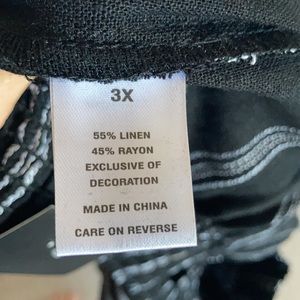 3X
55% LINEN
45% RAYON
EXCLUSIVE OF
DECORATION
MADE IN CHINA
CARE ON REVERSE